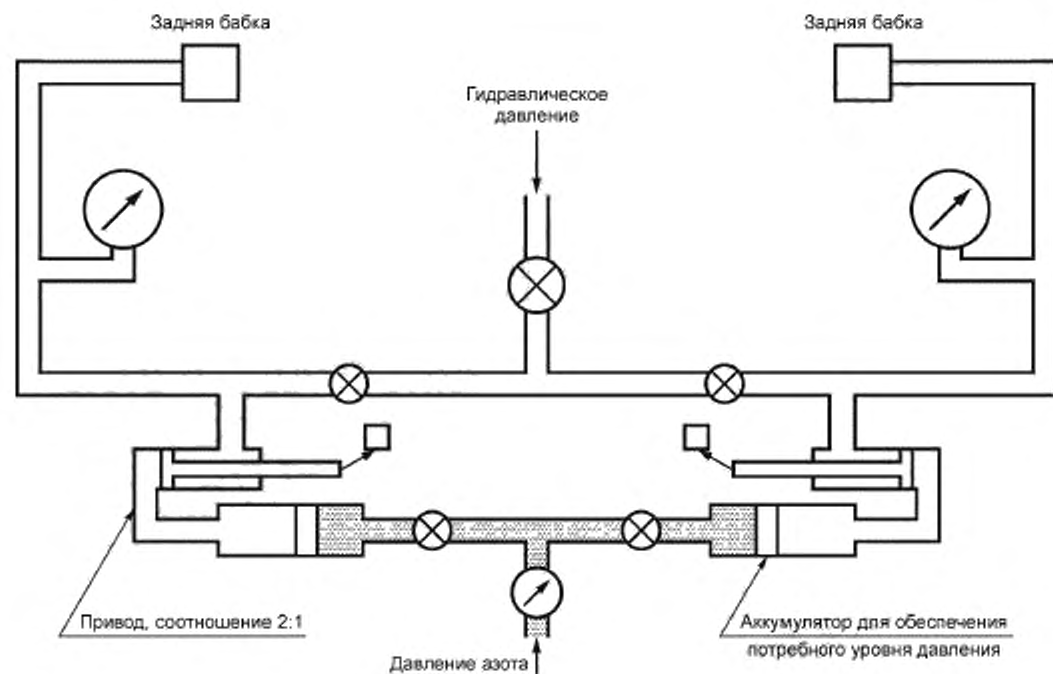 Задняя бабка
Задняя бабка
Гидравлическое
давление
Привод, соотношение 2:1
Аккумулятор для обеспечения
потребного уровня давления
Давление азота